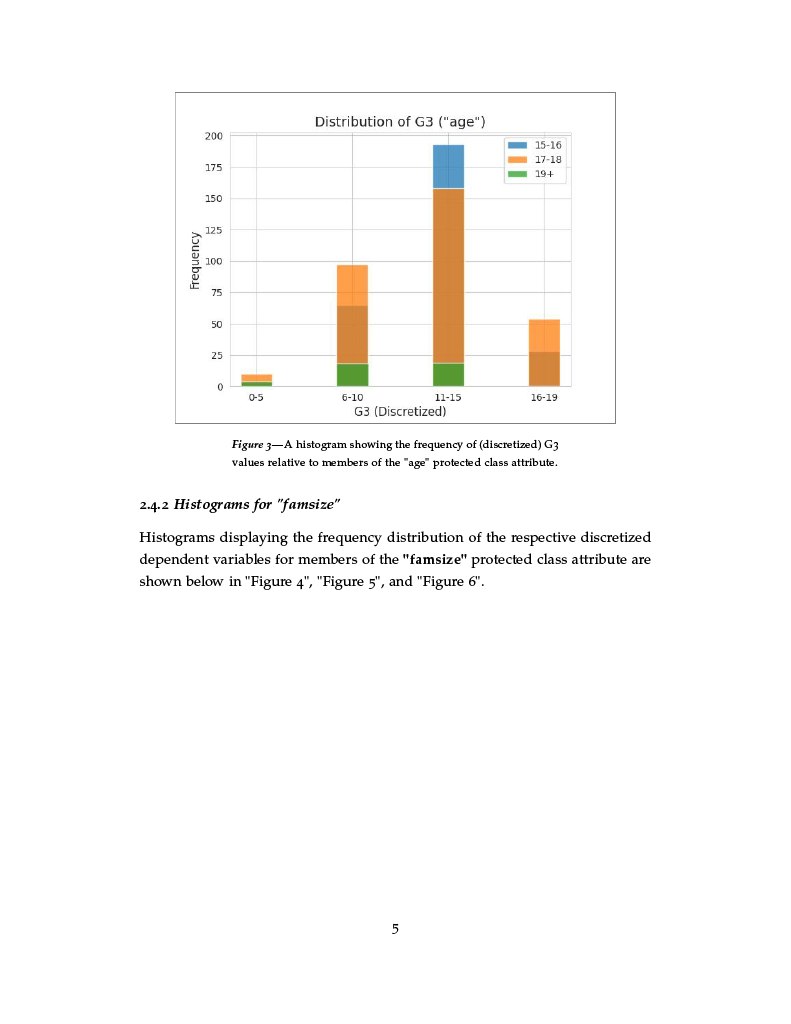 Distribution of G3 ("age")
200
175
150
125
100
75
50
25
0
Frequency
15-16
17-18
19+
0-5 6-10 11-15 16-19
G3 (Discretized)
Figure 3—A histogram showing the frequency of (discretized) G3
values relative to members of the "age" protected class attribute.
2.4.2 Histograms for "famsize"
Histograms displaying the frequency distribution of the respective discretized
dependent variables for members of the "famsize" protected class attribute are
shown below in "Figure 4", "Figure 5", and "Figure 6".
5